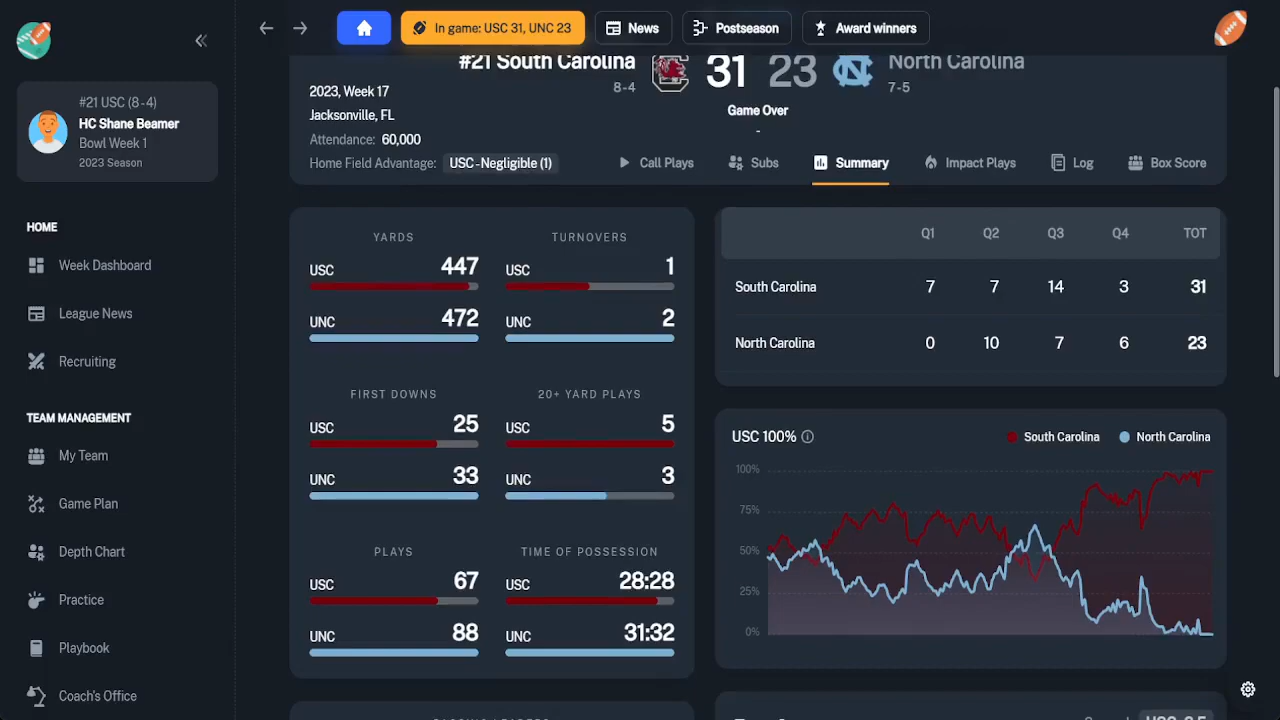 In game: USC 31, UNC 23
News
Postseason
Award winners
#21 USC (8-4)
HC Shane Beamer
Bowl Week 1
2023 Season
HOME
Week Dashboard
League News
Recruiting
TEAM MANAGEMENT
My Team
Game Plan
Depth Chart
Practice
Playbook
Coach's Office
#21 South Carolina
8-4
31
23
North Carolina
7-5
2023, Week 17
Jacksonville, FL
Attendance: 60,000
Home Field Advantage: USC - Negligible (1)
Game Over
-
Call Plays
Subs
Summary
Impact Plays
Log
Box Score
YARDS
USC 447
UNC 472
TURNOVERS
USC 1
UNC 2
FIRST DOWNS
USC 25
UNC 33
20+ YARD PLAYS
USC 5
UNC 3
PLAYS
USC 67
UNC 88
TIME OF POSSESSION
USC 28:28
UNC 31:32
Q1 Q2 Q3 Q4 TOT
South Carolina 7 7 14 3 31
North Carolina 0 10 7 6 23
USC 100%
South Carolina
North Carolina
100%
75%
50%
25%
0%